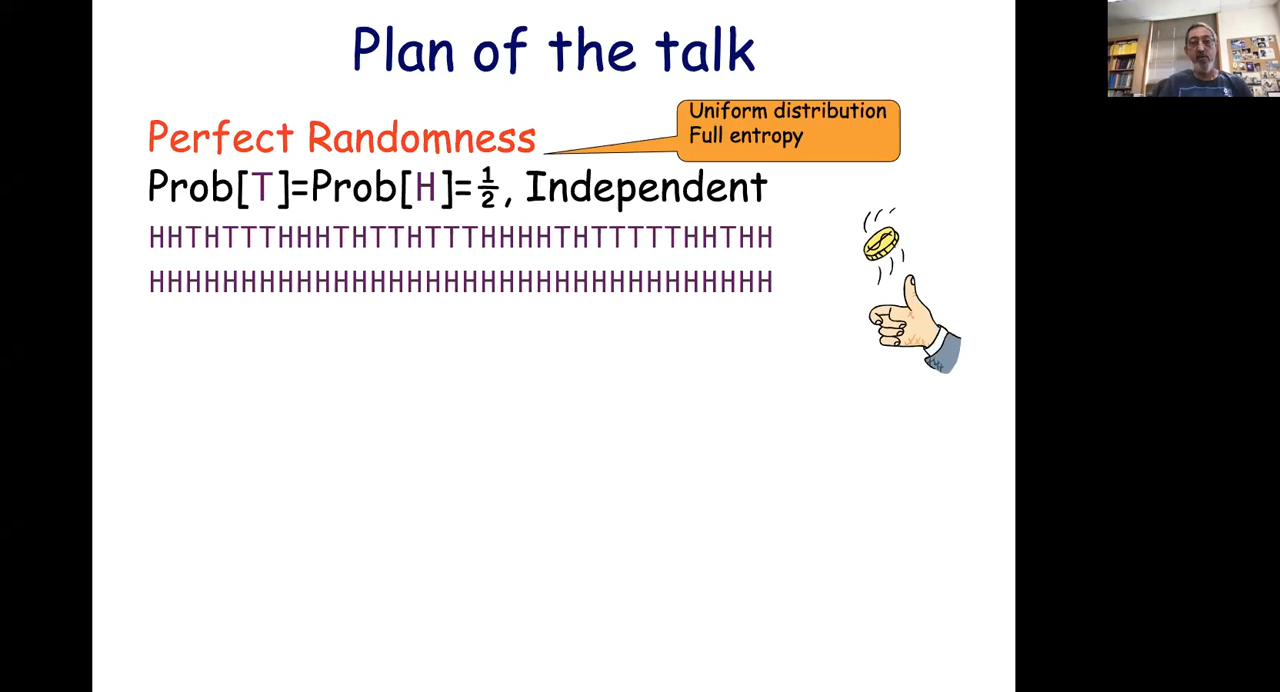 Plan of the talk
Perfect Randomness
Uniform distribution
Full entropy
Prob[T]=Prob[H]=½, Independent
HHTHTTTHHHTHTTHTTTHHHHTHTTTTTHHTHH
HHHHHHHHHHHHHHHHHHHHHHHHHHHHHHHHHH